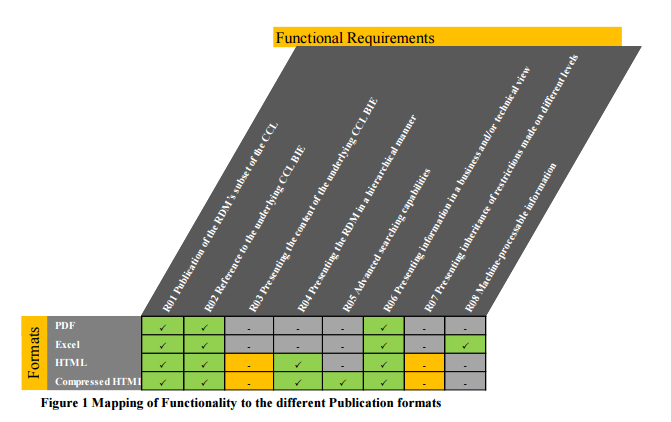 Functional Requirements
R01 Publication of the RDM's subset of the CCL
R02 Reference to the underlying CCL BIE
R03 Presenting the content of the underlying CCL BIE
R04 Presenting the RDM in a hierarchical manner
R05 Advanced searching capabilities
R06 Presenting information in a business and/or technical view
R07 Presenting inheritance of restrictions made on different levels
R08 Machine-processable information
Formats
PDF ✓ ✓ - - - ✓ - -
Excel ✓ ✓ - - - ✓ - ✓
HTML ✓ ✓ - ✓ - ✓ - -
Compressed HTML ✓ ✓ - ✓ ✓ ✓ - -
Figure 1 Mapping of Functionality to the different Publication formats